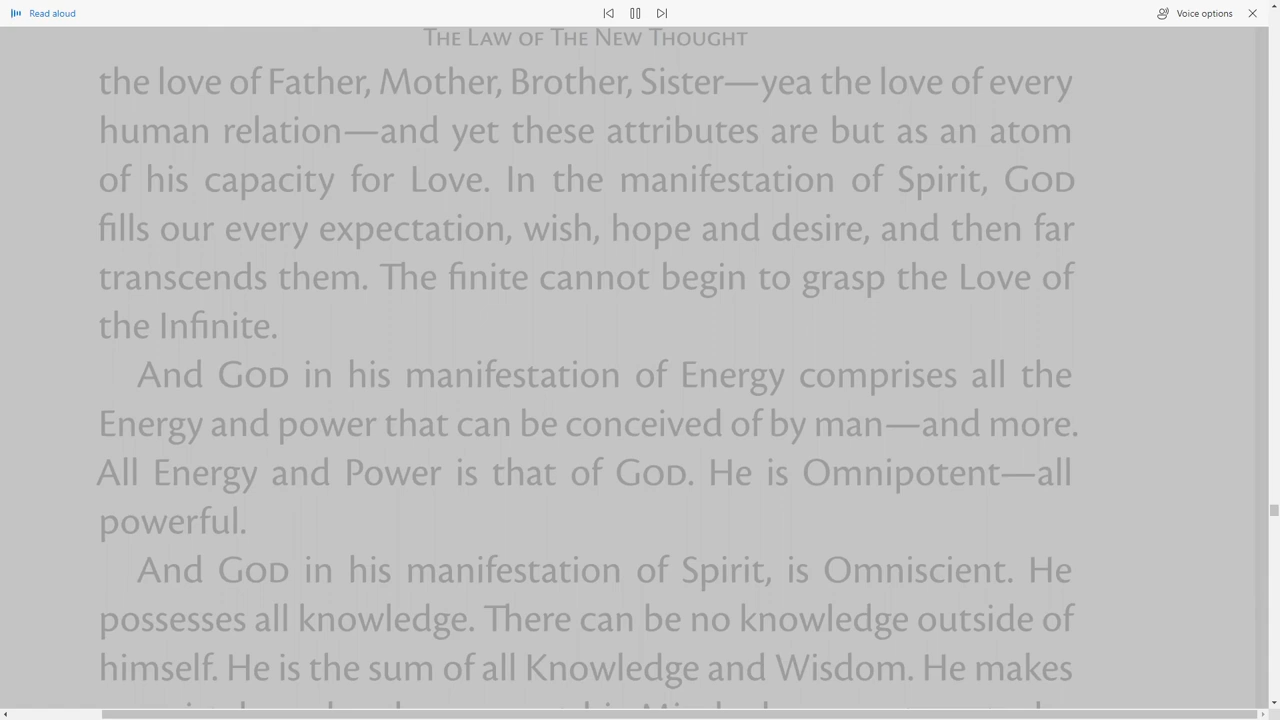 Read aloud
Voice options
The Law of The New Thought
the love of Father, Mother, Brother, Sister—yea the love of every
human relation—and yet these attributes are but as an atom
of his capacity for Love. In the manifestation of Spirit, God
fills our every expectation, wish, hope and desire, and then far
transcends them. The finite cannot begin to grasp the Love of
the Infinite.
And God in his manifestation of Energy comprises all the
Energy and power that can be conceived of by man—and more.
All Energy and Power is that of God. He is Omnipotent—all
powerful.
And God in his manifestation of Spirit, is Omniscient. He
possesses all knowledge. There can be no knowledge outside of
himself. He is the sum of all Knowledge and Wisdom. He makes